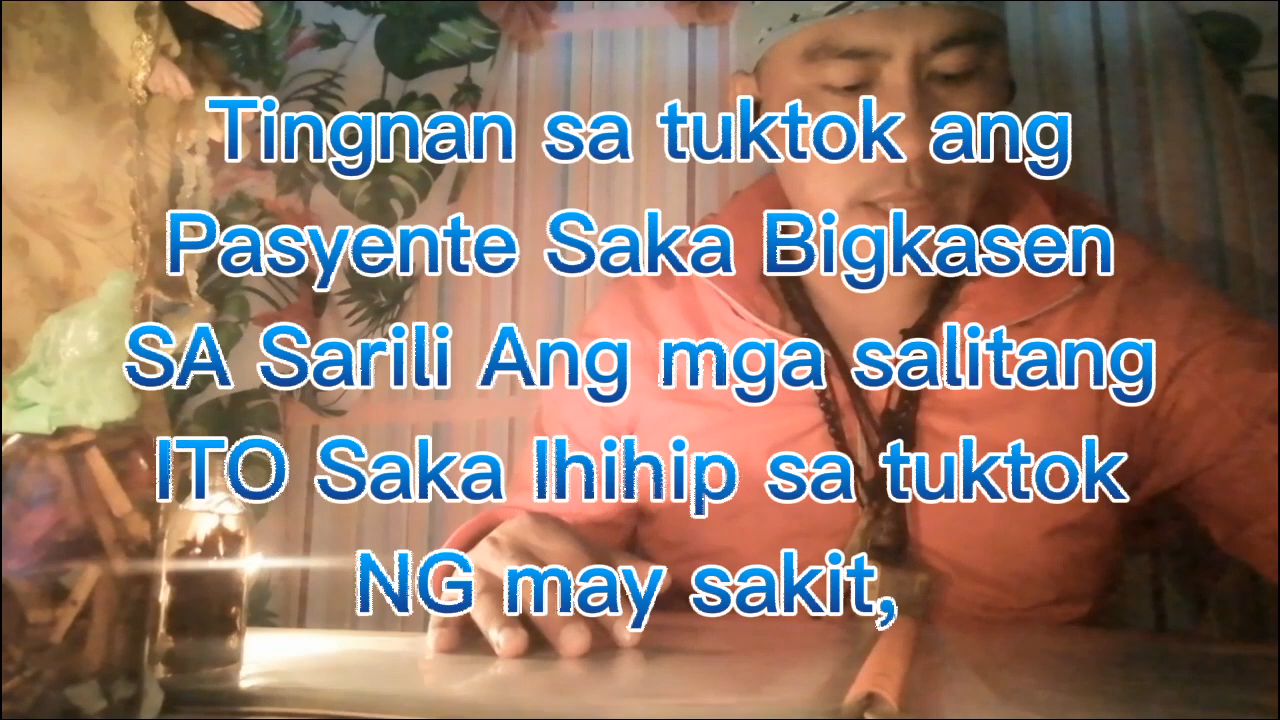 Tingnan sa tuktok ang
Pasyente Saka Bigkasen
SA Sarili Ang mga salitang
ITO Saka Ihihip sa tuktok
NG may sakit,